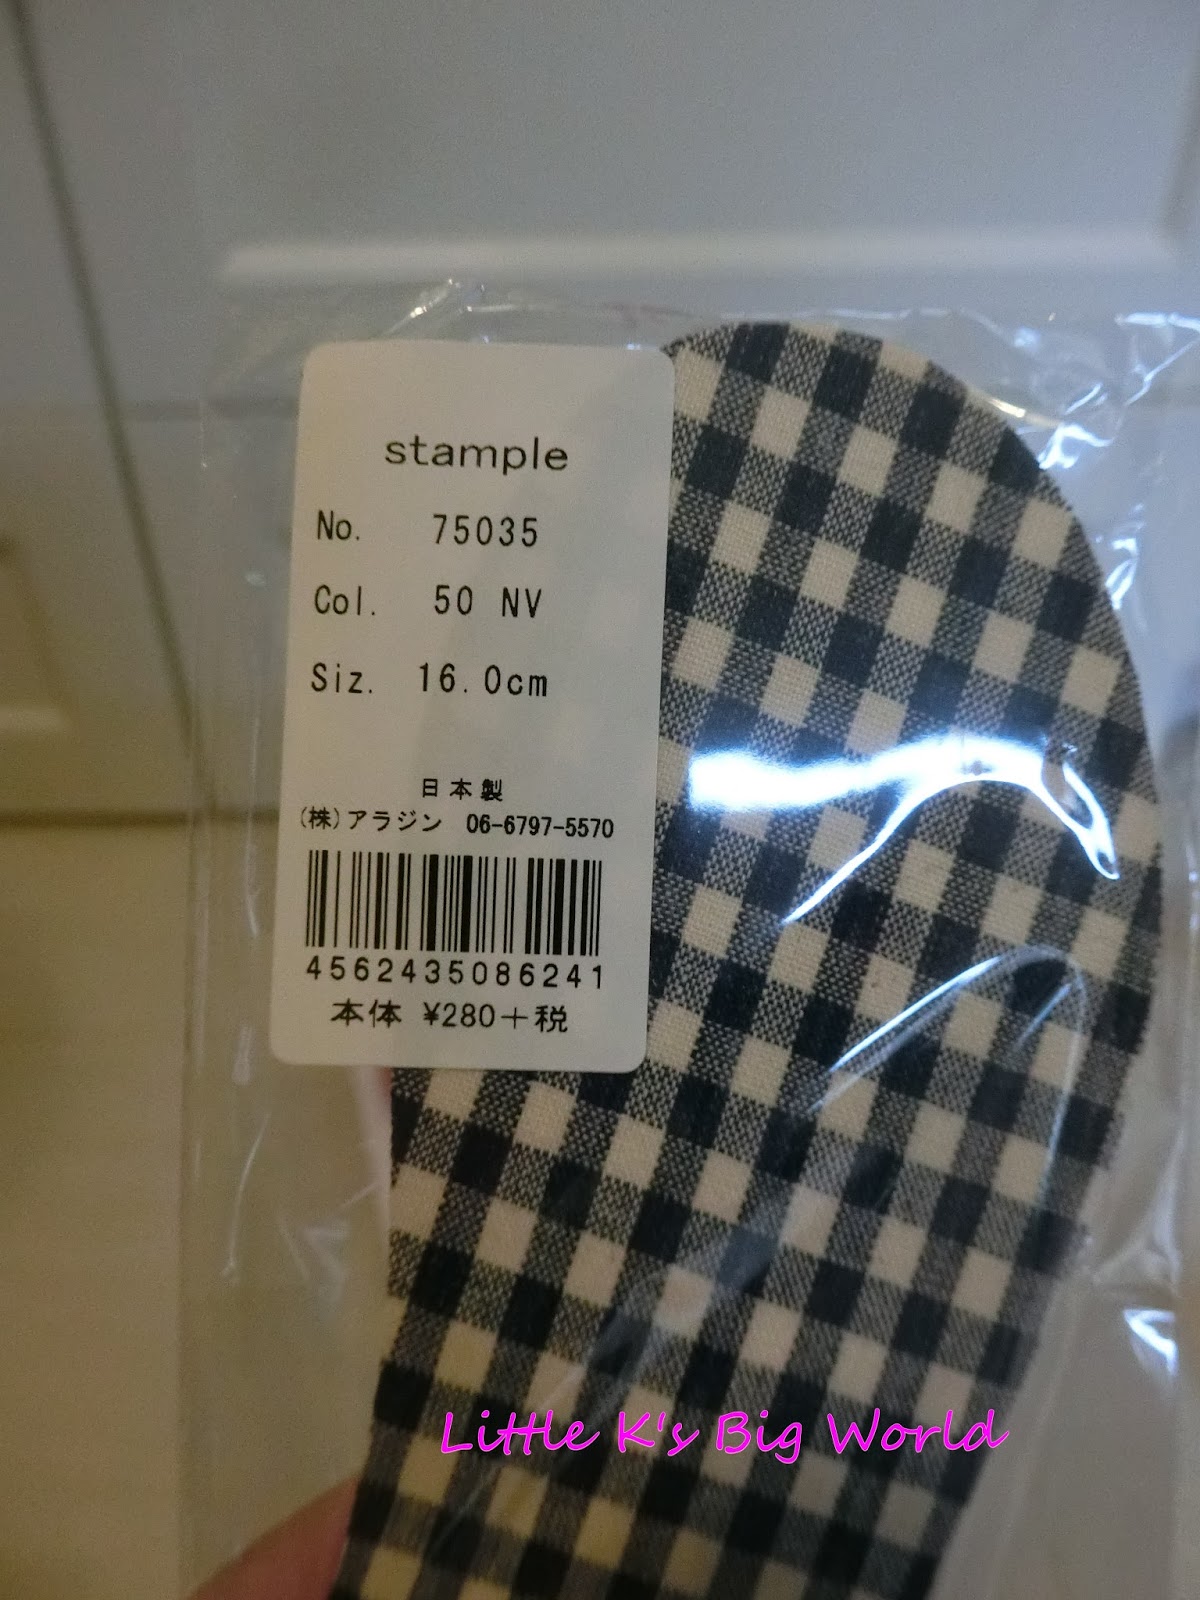 stample
No. 75035
Col. 50 NV
Siz. 16.0cm
日本製
(株)アラジン 06-6797-5570
4562435086241
本体 ¥280+税
Little K's Big World